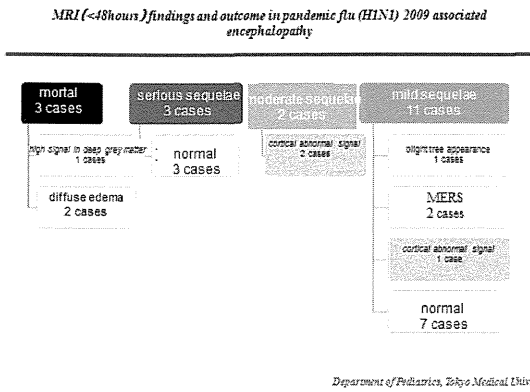 MRI (<48hours) findings and outcome in pandemic flu (H1N1) 2009 associated
encephalopathy
mortal
3 cases
high signal in deep grey matter
1 cases
diffuse edema
2 cases
serious sequelae
3 cases
normal
3 cases
moderate sequelae
2 cases
cortical abnormal signal
2 cases
mild sequelae
11 cases
blight tree appearance
1 cases
MERS
2 cases
cortical abnormal signal
1 case
normal
7 cases
Department of Pediatrics, Tokyo Medical Univ